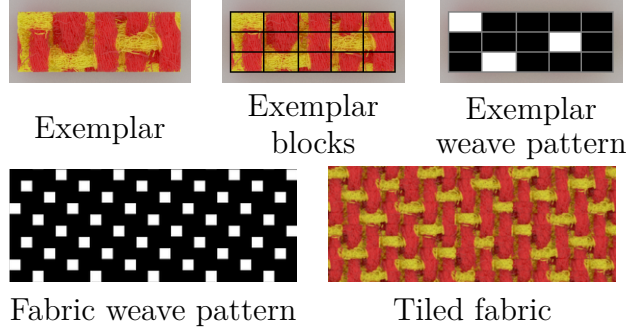 Exemplar
Exemplar
blocks
Exemplar
weave pattern
Fabric weave pattern
Tiled fabric